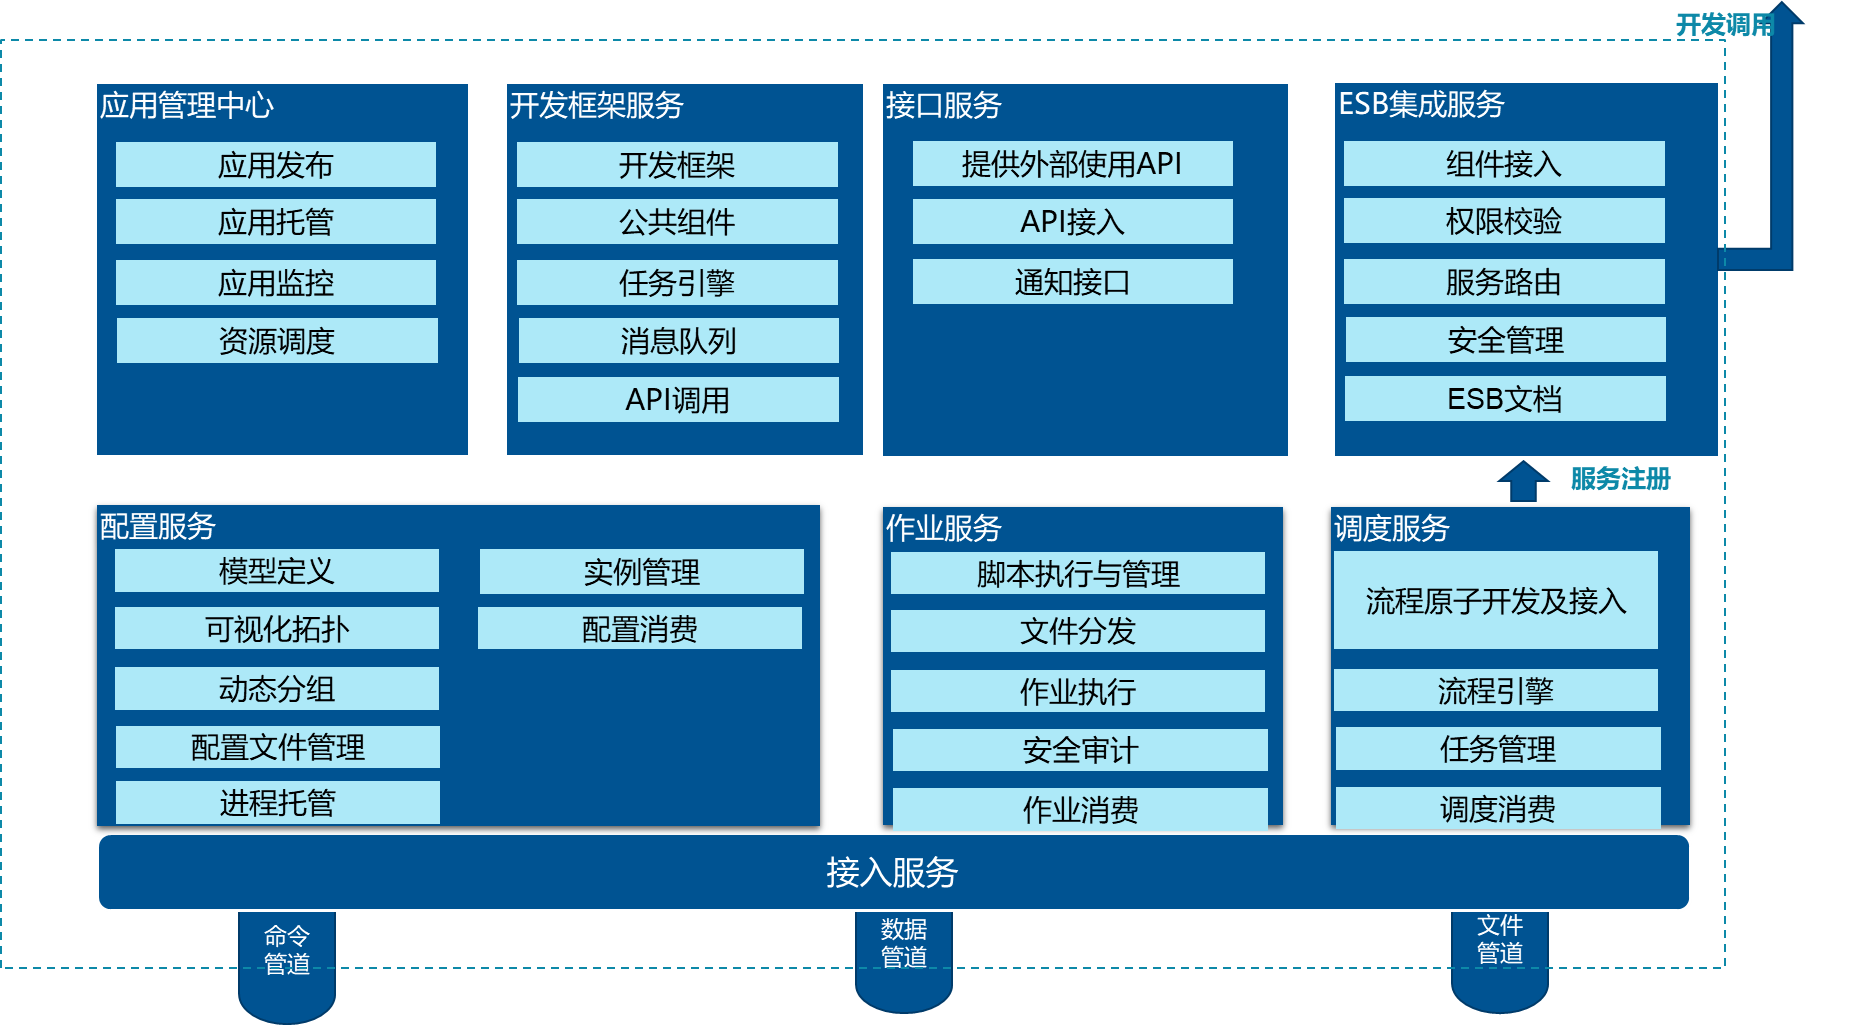 开发调用
应用管理中心
应用发布
应用托管
应用监控
资源调度
开发框架服务
开发框架
公共组件
任务引擎
消息队列
API调用
接口服务
提供外部使用API
API接入
通知接口
ESB集成服务
组件接入
权限校验
服务路由
安全管理
ESB文档
服务注册
配置服务
模型定义
可视化拓扑
动态分组
配置文件管理
进程托管
实例管理
配置消费
作业服务
脚本执行与管理
文件分发
作业执行
安全审计
作业消费
调度服务
流程原子开发及接入
流程引擎
任务管理
调度消费
接入服务
命令
管道
数据
管道
文件
管道